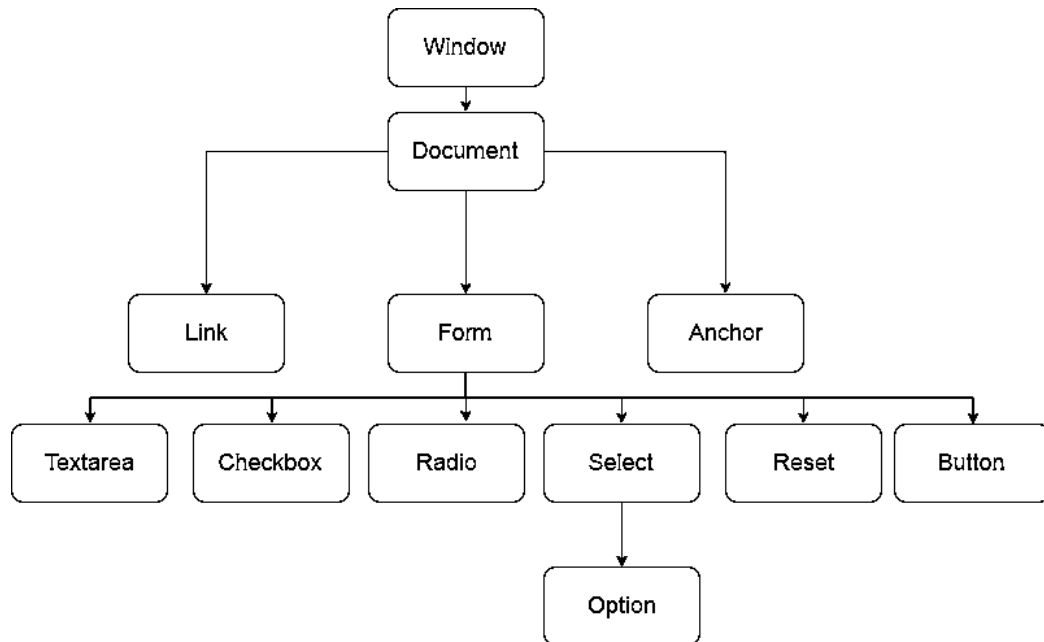 Window
Document
Link
Form
Anchor
Textarea
Checkbox
Radio
Select
Reset
Button
Option